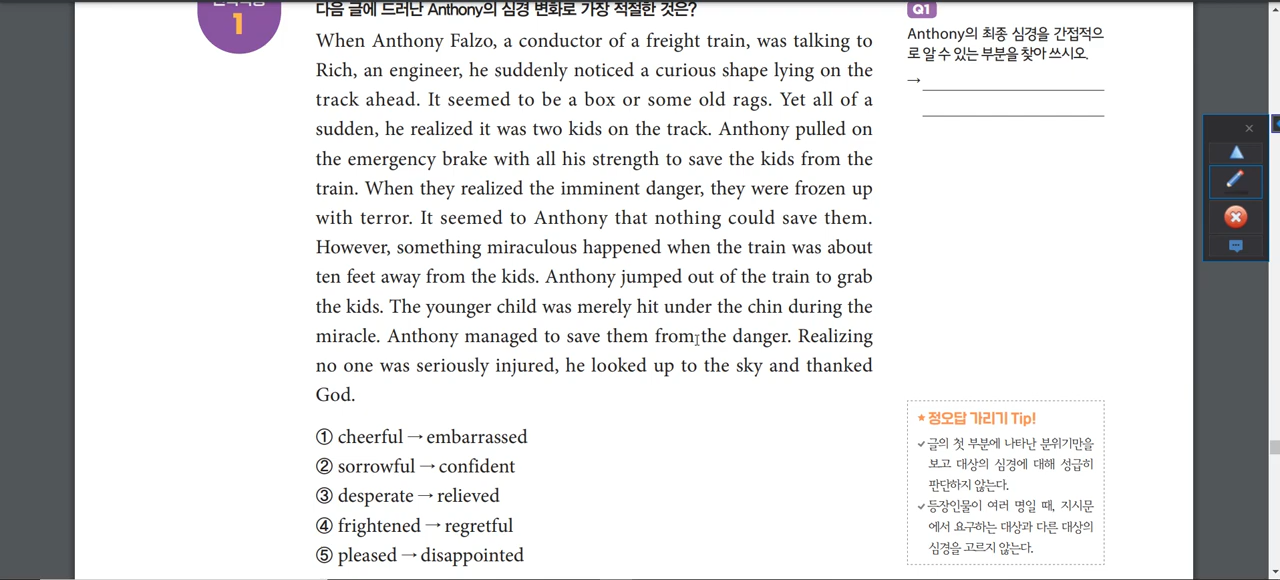 1
다음 글에 드러난 Anthony의 심경 변화로 가장 적절한 것은?
When Anthony Falzo, a conductor of a freight train, was talking to
Rich, an engineer, he suddenly noticed a curious shape lying on the
track ahead. It seemed to be a box or some old rags. Yet all of a
sudden, he realized it was two kids on the track. Anthony pulled on
the emergency brake with all his strength to save the kids from the
train. When they realized the imminent danger, they were frozen up
with terror. It seemed to Anthony that nothing could save them.
However, something miraculous happened when the train was about
ten feet away from the kids. Anthony jumped out of the train to grab
the kids. The younger child was merely hit under the chin during the
miracle. Anthony managed to save them from the danger. Realizing
no one was seriously injured, he looked up to the sky and thanked
God.
① cheerful → embarrassed
② sorrowful → confident
③ desperate → relieved
④ frightened → regretful
⑤ pleased → disappointed
Q1
Anthony의 최종 심경을 간접적으
로 알 수 있는 부분을 찾아 쓰시오.
→
★ 정오답 가리기 Tip!
✓글의 첫 부분에 나타난 분위기만을
보고 대상의 심경에 대해 성급히
판단하지 않는다.
✓등장인물이 여러 명일 때, 지시문
에서 요구하는 대상과 다른 대상의
심경을 고르지 않는다.